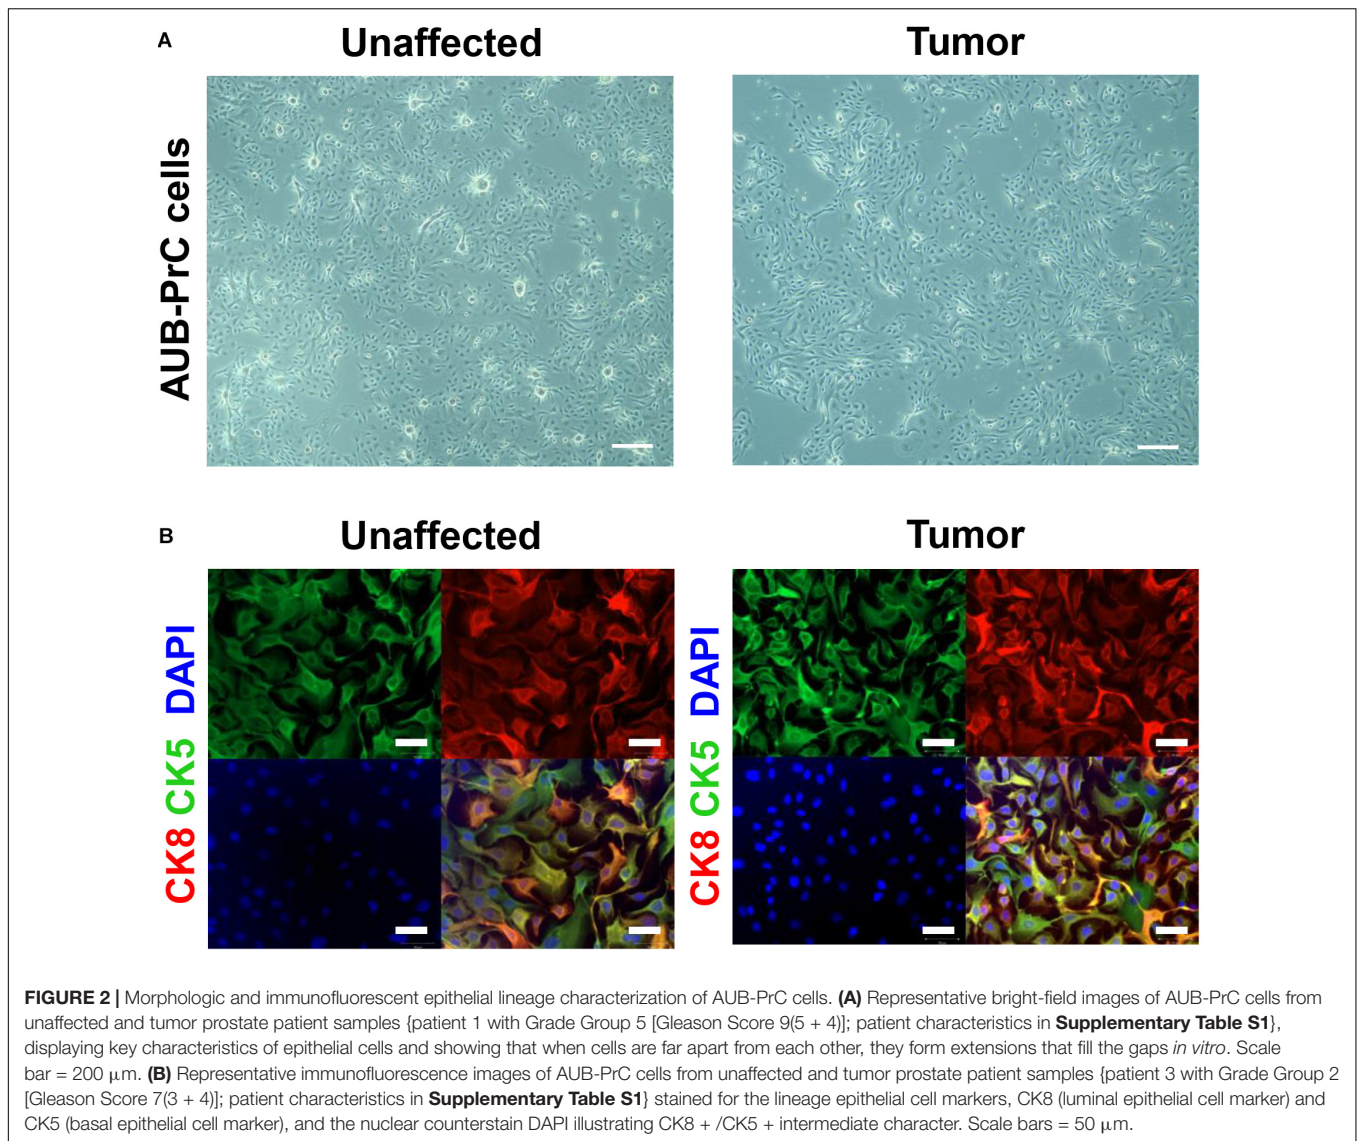 A
Unaffected
Tumor
AUB-PrC cells
B
Unaffected
Tumor
CK8 CK5 DAPI
CK8 CK5 DAPI
FIGURE 2 | Morphologic and immunofluorescent epithelial lineage characterization of AUB-PrC cells. (A) Representative bright-field images of AUB-PrC cells from
unaffected and tumor prostate patient samples {patient 1 with Grade Group 5 [Gleason Score 9(5 + 4)]; patient characteristics in Supplementary Table S1},
displaying key characteristics of epithelial cells and showing that when cells are far apart from each other, they form extensions that fill the gaps in vitro. Scale
bar = 200 μm. (B) Representative immunofluorescence images of AUB-PrC cells from unaffected and tumor prostate patient samples {patient 3 with Grade Group 2
[Gleason Score 7(3 + 4)]; patient characteristics in Supplementary Table S1} stained for the lineage epithelial cell markers, CK8 (luminal epithelial cell marker) and
CK5 (basal epithelial cell marker), and the nuclear counterstain DAPI illustrating CK8 + /CK5 + intermediate character. Scale bars = 50 μm.